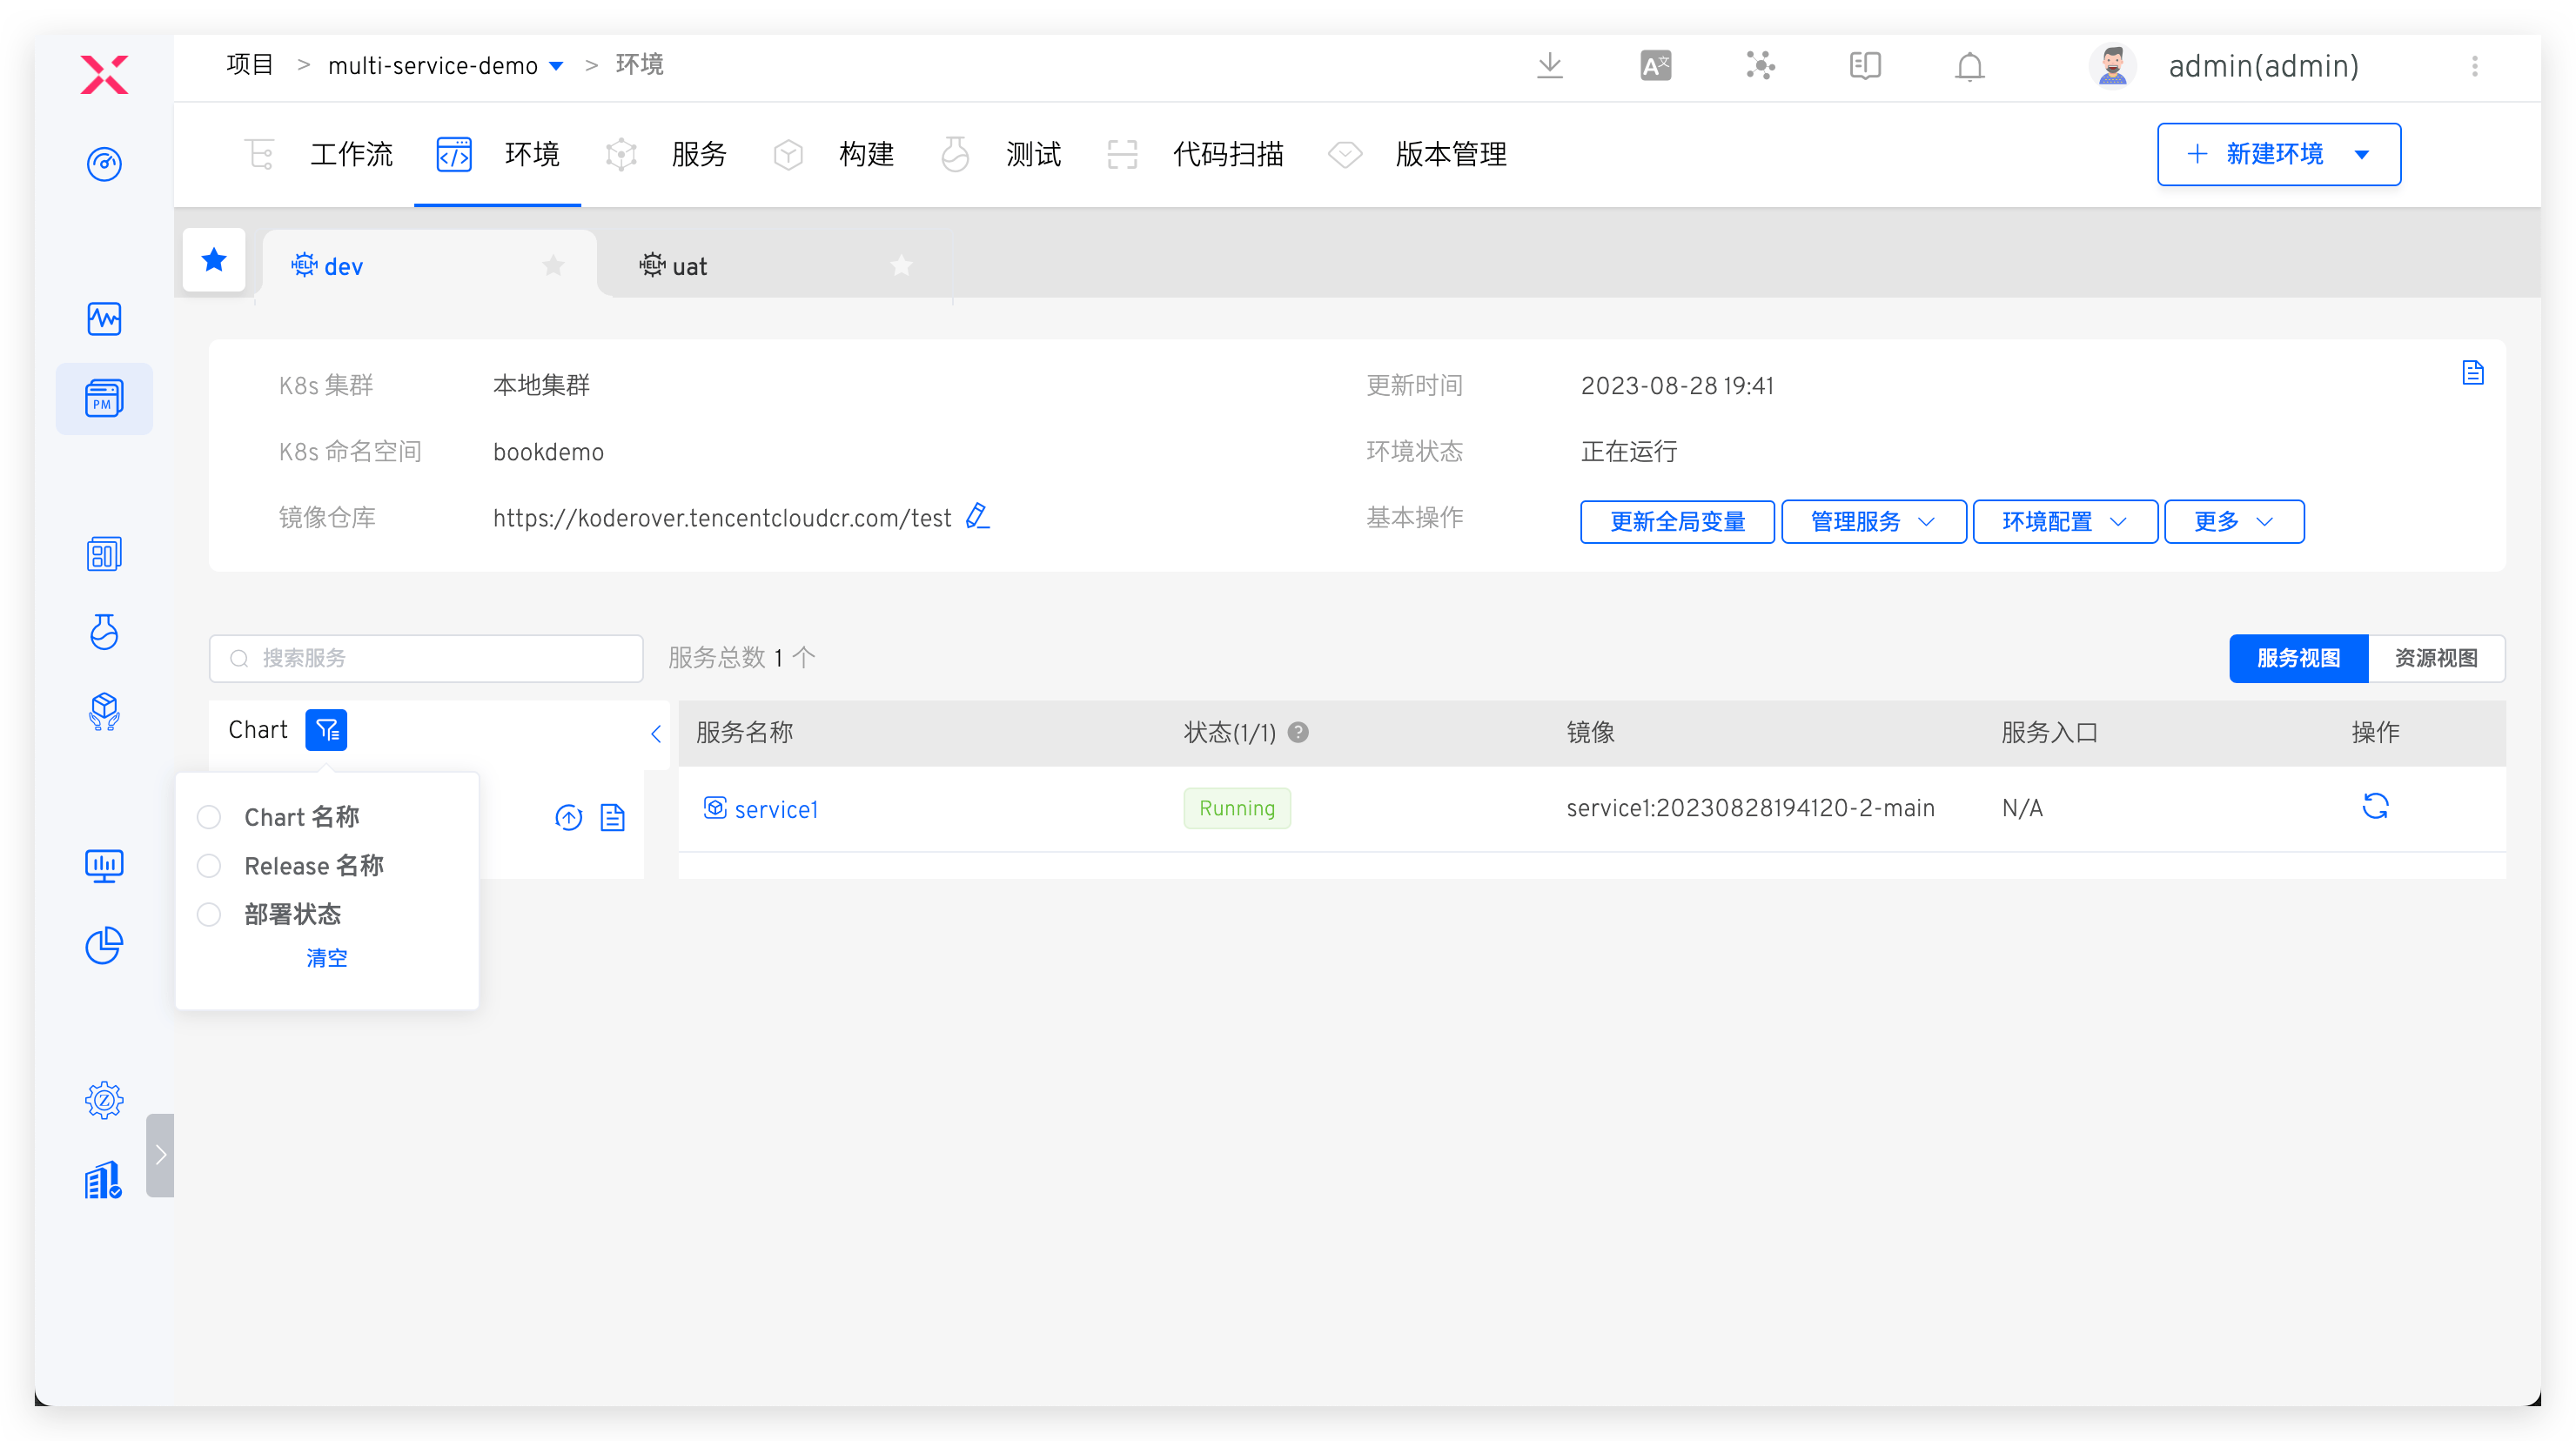 项目 > multi-service-demo > 环境
admin(admin)
工作流 环境 服务 构建 测试 代码扫描 版本管理
新建环境
HELM dev
HELM uat
K8s 集群 本地集群
更新时间 2023-08-28 19:41
K8s 命名空间 bookdemo
环境状态 正在运行
镜像仓库 https://koderover.tencentcloudcr.com/test
基本操作 更新全局变量 管理服务 环境配置 更多
PM
搜索服务
服务总数 1 个
服务视图 资源视图
Chart
服务名称 状态(1/1) ? 镜像 服务入口 操作
service1 Running service1:20230828194120-2-main N/A
Chart 名称
Release 名称
部署状态
清空